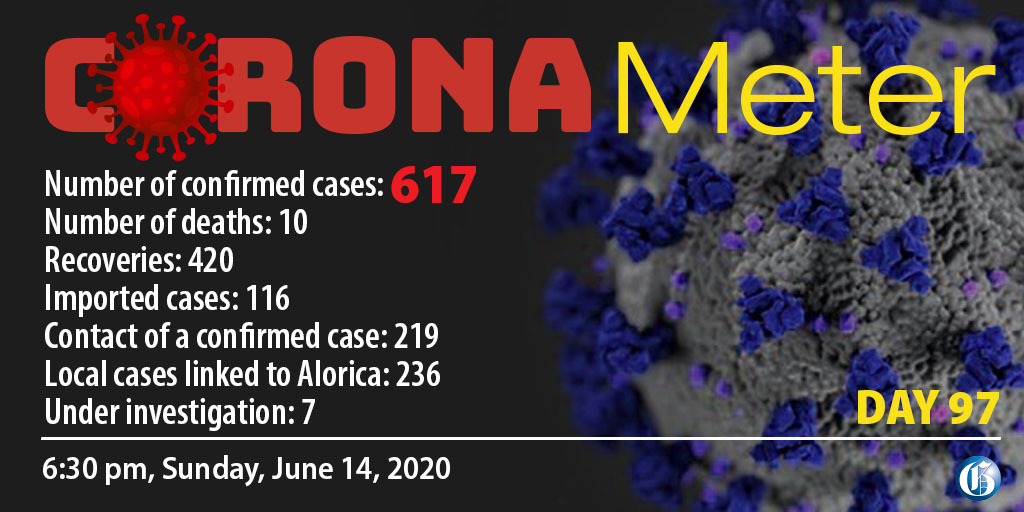 CORONA Meter
Number of confirmed cases: 617
Number of deaths: 10
Recoveries: 420
Imported cases: 116
Contact of a confirmed case: 219
Local cases linked to Alorica: 236
Under investigation: 7
DAY 97
6:30 pm, Sunday, June 14, 2020
G